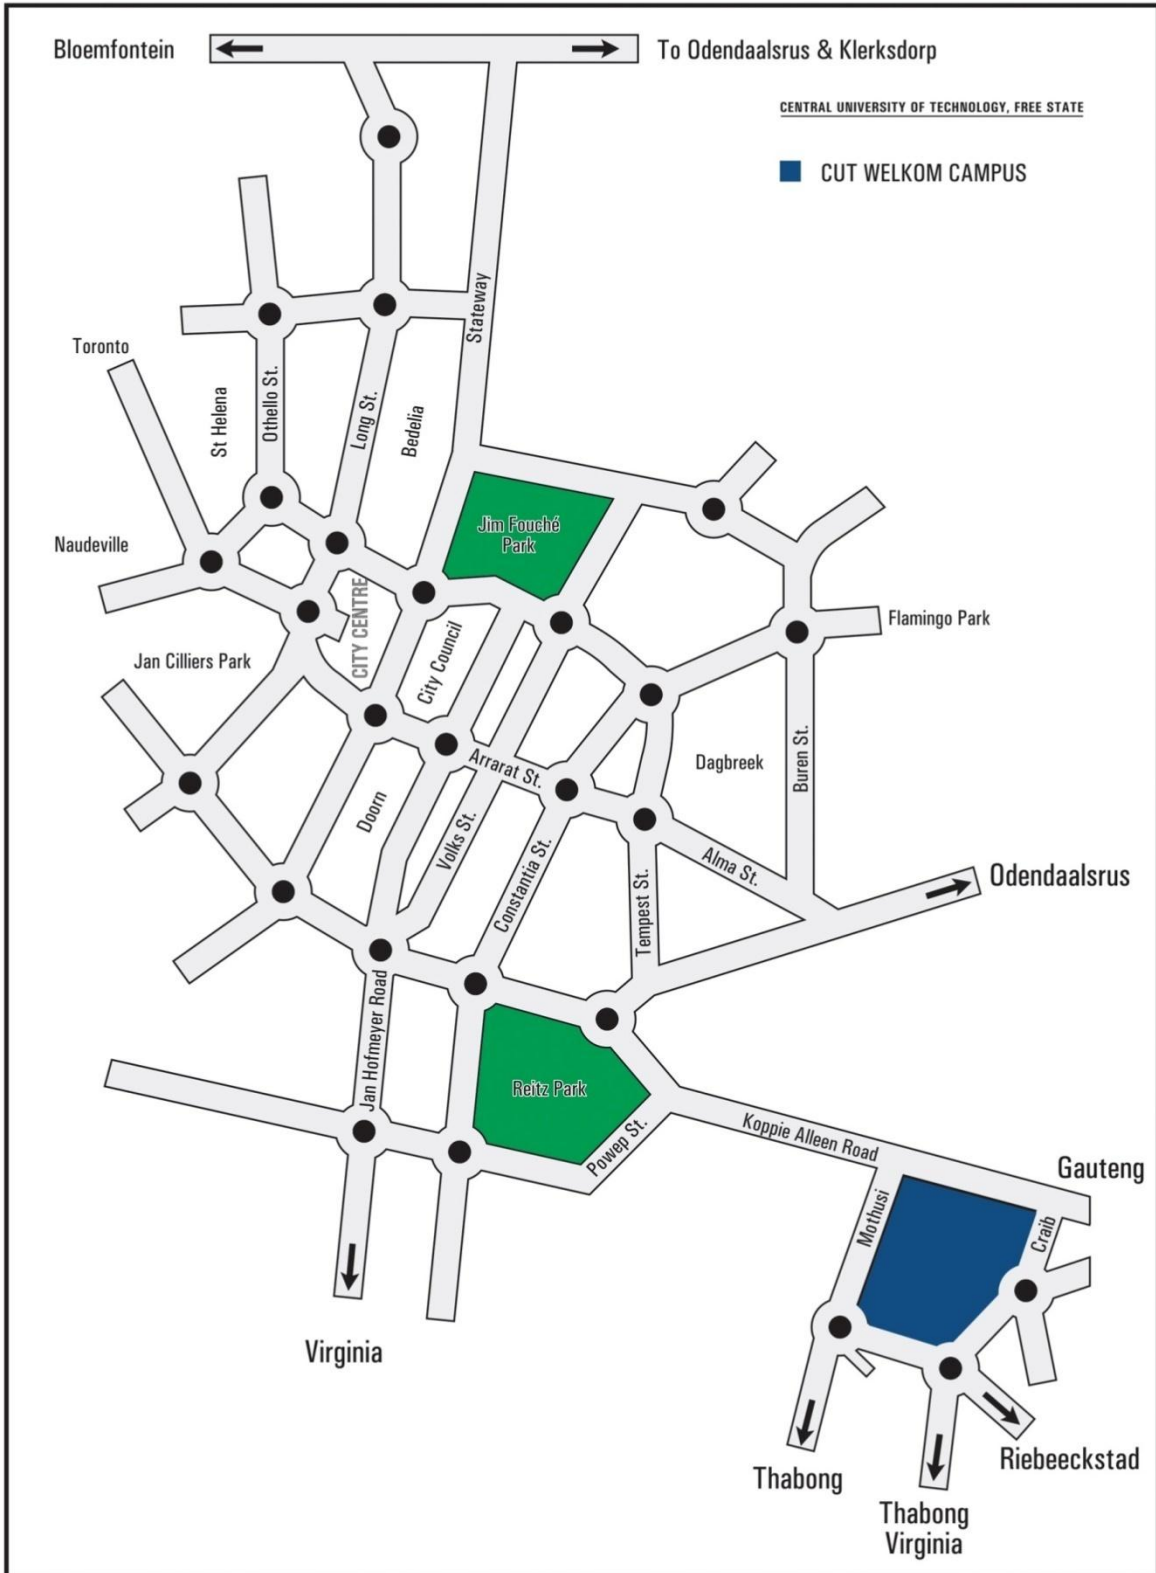 Bloemfontein
To Odendaalsrus & Klerksdorp
CENTRAL UNIVERSITY OF TECHNOLOGY, FREE STATE
CUT WELKOM CAMPUS
Stateway
Toronto
St Helena
Othello St.
Long St.
Bedelia
Jim Fouché
Park
Naudeville
CITY CENTRE
Flamingo Park
Jan Cilliers Park
City Council
Arrarat St.
Dagbreek
Buren St.
Doorn
Volks St.
Constantia St.
Alma St.
Tempest St.
Odendaalsrus
Jan Hofmeyer Road
Reitz Park
Powep St.
Koppie Alleen Road
Gauteng
Mothusi
Craib
Virginia
Thabong
Riebeeckstad
Thabong
Virginia